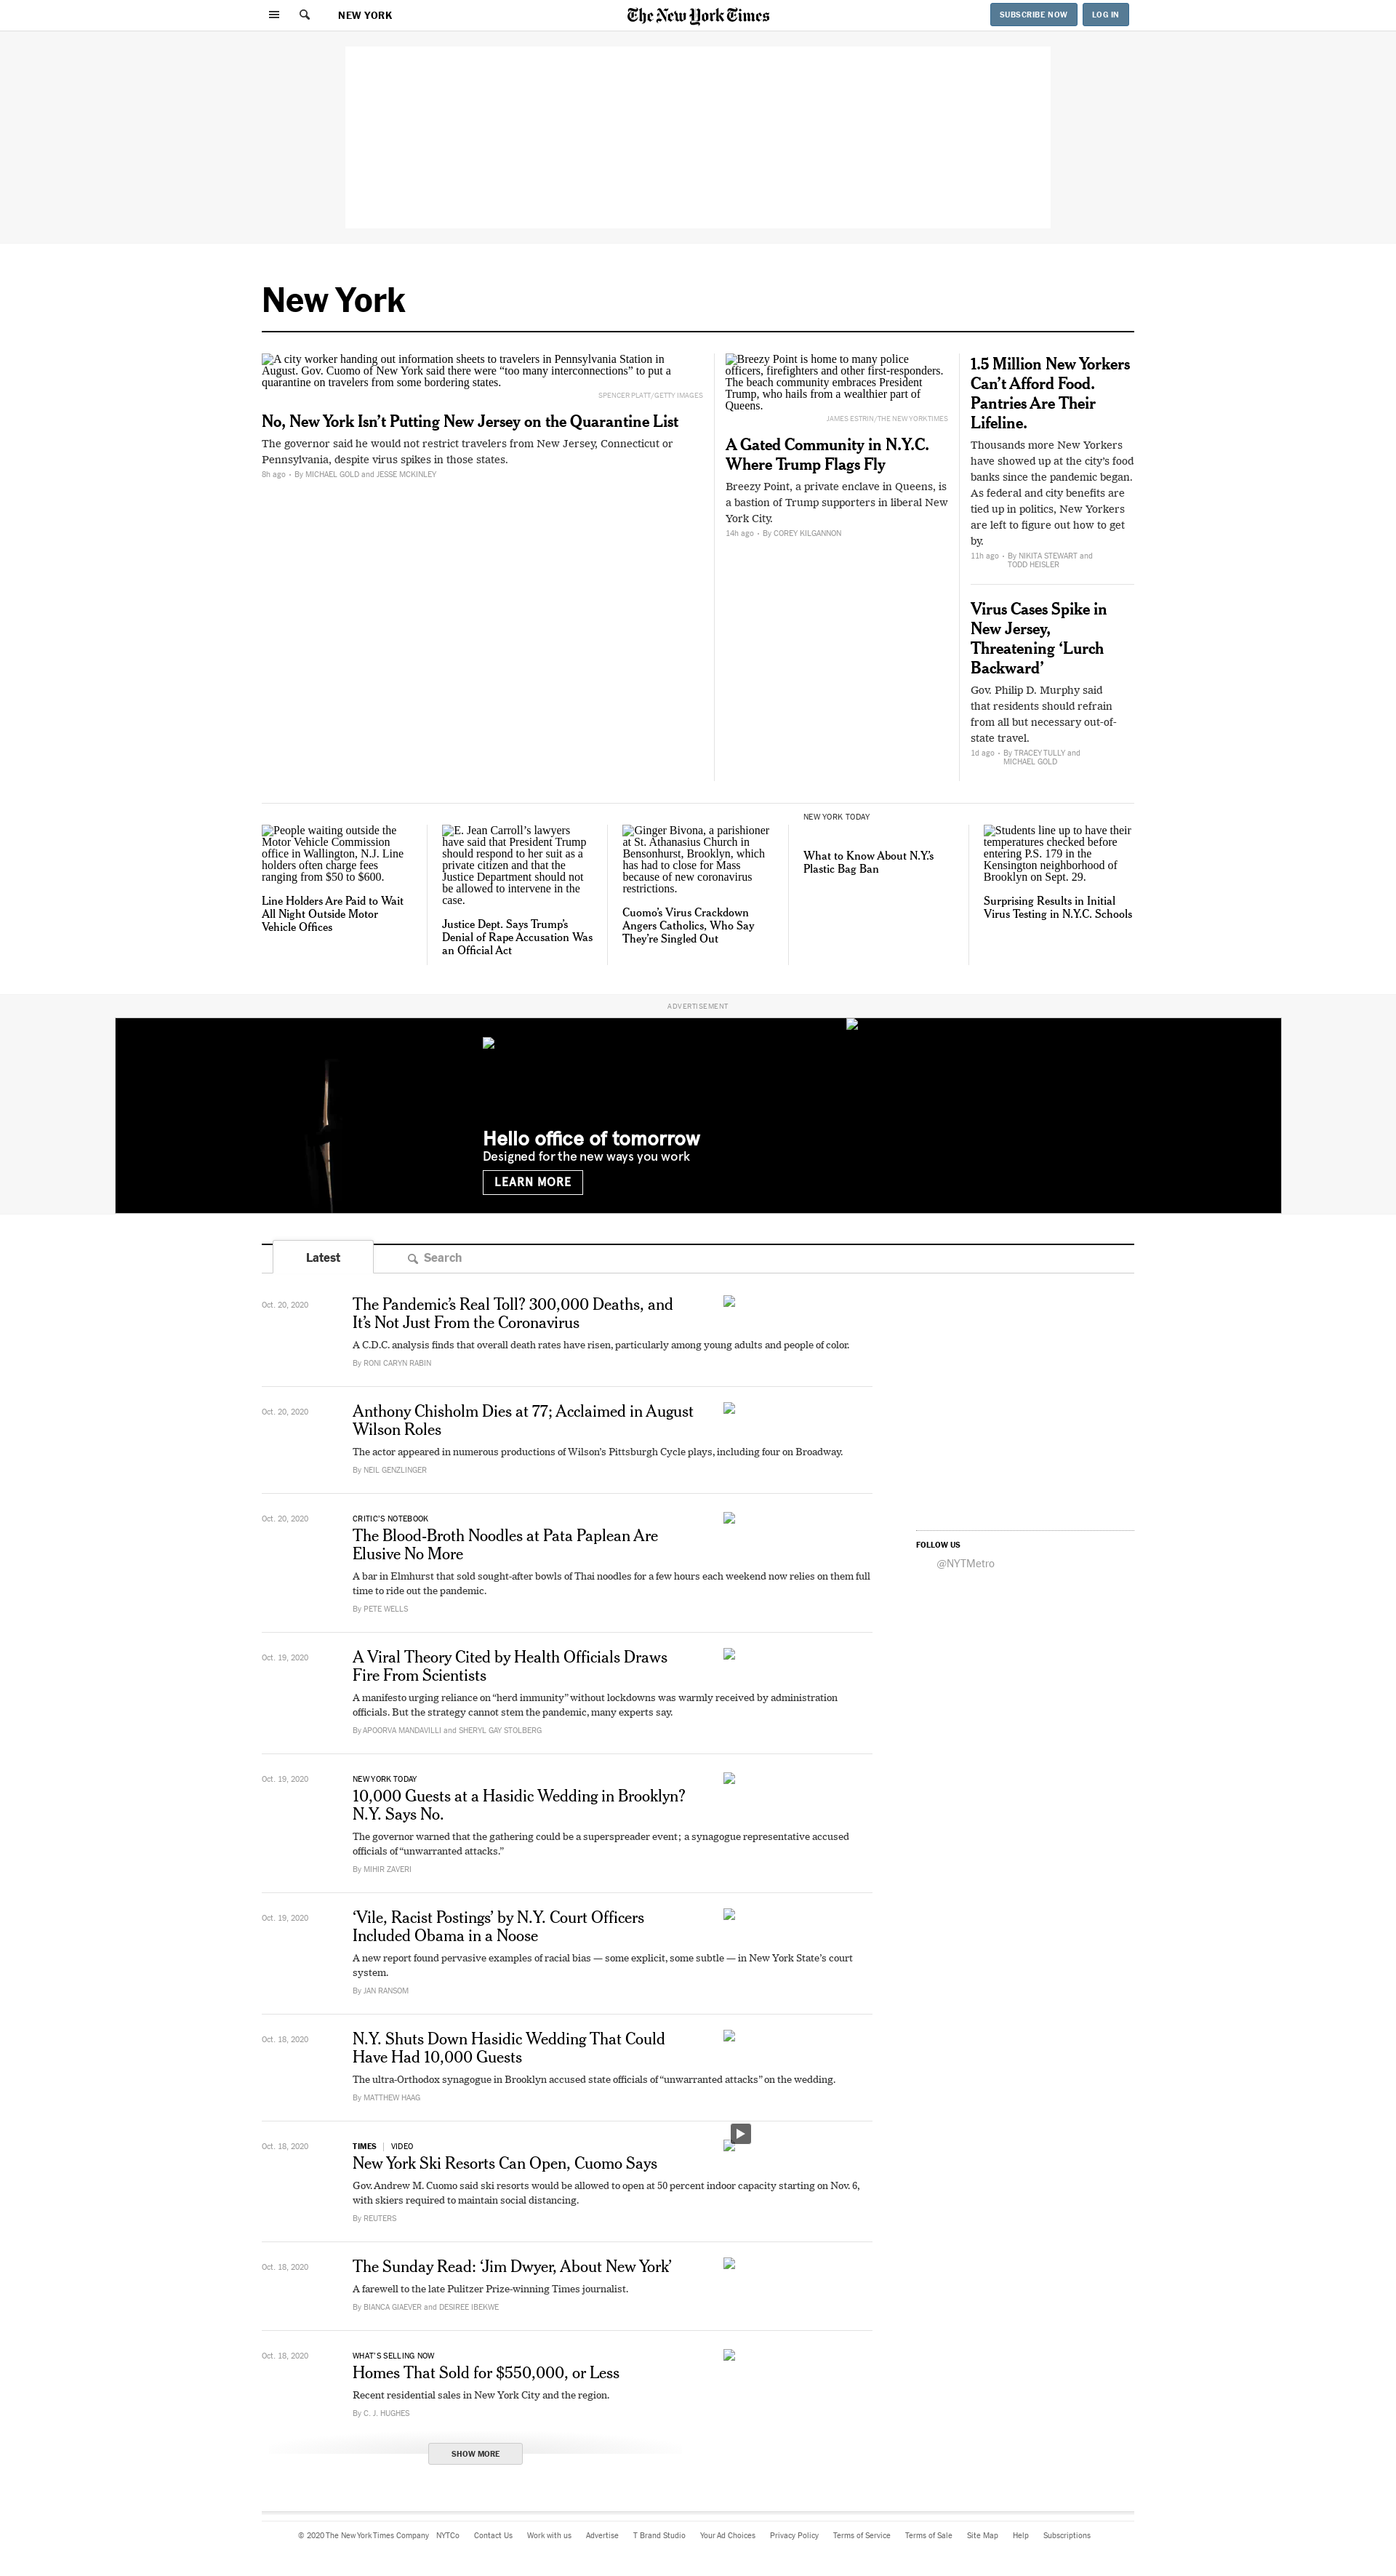 NEW YORK
The New York Times
SUBSCRIBE NOW
LOG IN
New York
A city worker handing out information sheets to travelers in Pennsylvania Station in
August. Gov. Cuomo of New York said there were “too many interconnections” to put a
quarantine on travelers from some bordering states.
SPENCER PLATT/GETTY IMAGES
No, New York Isn’t Putting New Jersey on the Quarantine List
The governor said he would not restrict travelers from New Jersey, Connecticut or
Pennsylvania, despite virus spikes in those states.
8h ago • By MICHAEL GOLD and JESSE MCKINLEY
Breezy Point is home to many police
officers, firefighters and other first-responders.
The beach community embraces President
Trump, who hails from a wealthier part of
Queens.
JAMES ESTRIN/THE NEW YORK TIMES
A Gated Community in N.Y.C.
Where Trump Flags Fly
Breezy Point, a private enclave in Queens, is
a bastion of Trump supporters in liberal New
York City.
14h ago • By COREY KILGANNON
1.5 Million New Yorkers
Can’t Afford Food.
Pantries Are Their
Lifeline.
Thousands more New Yorkers
have showed up at the city’s food
banks since the pandemic began.
As federal and city benefits are
tied up in politics, New Yorkers
are left to figure out how to get
by.
11h ago • By NIKITA STEWART and
TODD HEISLER
Virus Cases Spike in
New Jersey,
Threatening ‘Lurch
Backward’
Gov. Philip D. Murphy said
that residents should refrain
from all but necessary out-of-
state travel.
1d ago • By TRACEY TULLY and
MICHAEL GOLD
People waiting outside the
Motor Vehicle Commission
office in Wallington, N.J. Line
holders often charge fees
ranging from $50 to $600.
Line Holders Are Paid to Wait
All Night Outside Motor
Vehicle Offices
E. Jean Carroll’s lawyers
have said that President Trump
should respond to her suit as a
private citizen and that the
Justice Department should not
be allowed to intervene in the
case.
Justice Dept. Says Trump’s
Denial of Rape Accusation Was
an Official Act
Ginger Bivona, a parishioner
at St. Athanasius Church in
Bensonhurst, Brooklyn, which
has had to close for Mass
because of new coronavirus
restrictions.
Cuomo’s Virus Crackdown
Angers Catholics, Who Say
They’re Singled Out
NEW YORK TODAY
What to Know About N.Y.’s
Plastic Bag Ban
Students line up to have their
temperatures checked before
entering P.S. 179 in the
Kensington neighborhood of
Brooklyn on Sept. 29.
Surprising Results in Initial
Virus Testing in N.Y.C. Schools
ADVERTISEMENT
Hello office of tomorrow
Designed for the new ways you work
LEARN MORE
Latest
Search
Oct. 20, 2020
The Pandemic’s Real Toll? 300,000 Deaths, and
It’s Not Just From the Coronavirus
A C.D.C. analysis finds that overall death rates have risen, particularly among young adults and people of color.
By RONI CARYN RABIN
Oct. 20, 2020
Anthony Chisholm Dies at 77; Acclaimed in August
Wilson Roles
The actor appeared in numerous productions of Wilson’s Pittsburgh Cycle plays, including four on Broadway.
By NEIL GENZLINGER
Oct. 20, 2020
CRITIC’S NOTEBOOK
The Blood-Broth Noodles at Pata Paplean Are
Elusive No More
A bar in Elmhurst that sold sought-after bowls of Thai noodles for a few hours each weekend now relies on them full
time to ride out the pandemic.
By PETE WELLS
FOLLOW US
@NYTMetro
Oct. 19, 2020
A Viral Theory Cited by Health Officials Draws
Fire From Scientists
A manifesto urging reliance on “herd immunity” without lockdowns was warmly received by administration
officials. But the strategy cannot stem the pandemic, many experts say.
By APOORVA MANDAVILLI and SHERYL GAY STOLBERG
Oct. 19, 2020
NEW YORK TODAY
10,000 Guests at a Hasidic Wedding in Brooklyn?
N.Y. Says No.
The governor warned that the gathering could be a superspreader event; a synagogue representative accused
officials of “unwarranted attacks.”
By MIHIR ZAVERI
Oct. 19, 2020
‘Vile, Racist Postings’ by N.Y. Court Officers
Included Obama in a Noose
A new report found pervasive examples of racial bias — some explicit, some subtle — in New York State’s court
system.
By JAN RANSOM
Oct. 18, 2020
N.Y. Shuts Down Hasidic Wedding That Could
Have Had 10,000 Guests
The ultra-Orthodox synagogue in Brooklyn accused state officials of “unwarranted attacks” on the wedding.
By MATTHEW HAAG
Oct. 18, 2020
TIMES | VIDEO
New York Ski Resorts Can Open, Cuomo Says
Gov. Andrew M. Cuomo said ski resorts would be allowed to open at 50 percent indoor capacity starting on Nov. 6,
with skiers required to maintain social distancing.
By REUTERS
Oct. 18, 2020
The Sunday Read: ‘Jim Dwyer, About New York’
A farewell to the late Pulitzer Prize-winning Times journalist.
By BIANCA GIAEVER and DESIREE IBEKWE
Oct. 18, 2020
WHAT’S SELLING NOW
Homes That Sold for $550,000, or Less
Recent residential sales in New York City and the region.
By C. J. HUGHES
SHOW MORE
© 2020 The New York Times Company NYTCo Contact Us Work with us Advertise T Brand Studio Your Ad Choices Privacy Policy Terms of Service Terms of Sale Site Map Help Subscriptions